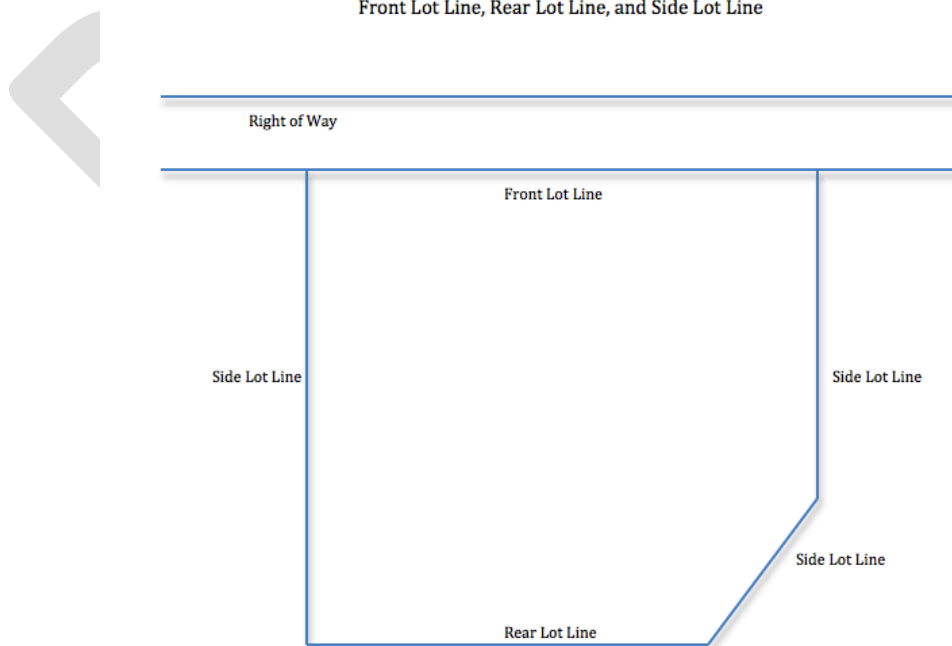 Front Lot Line, Rear Lot Line, and Side Lot Line
Right of Way
Front Lot Line
Side Lot Line
Side Lot Line
Side Lot Line
Rear Lot Line